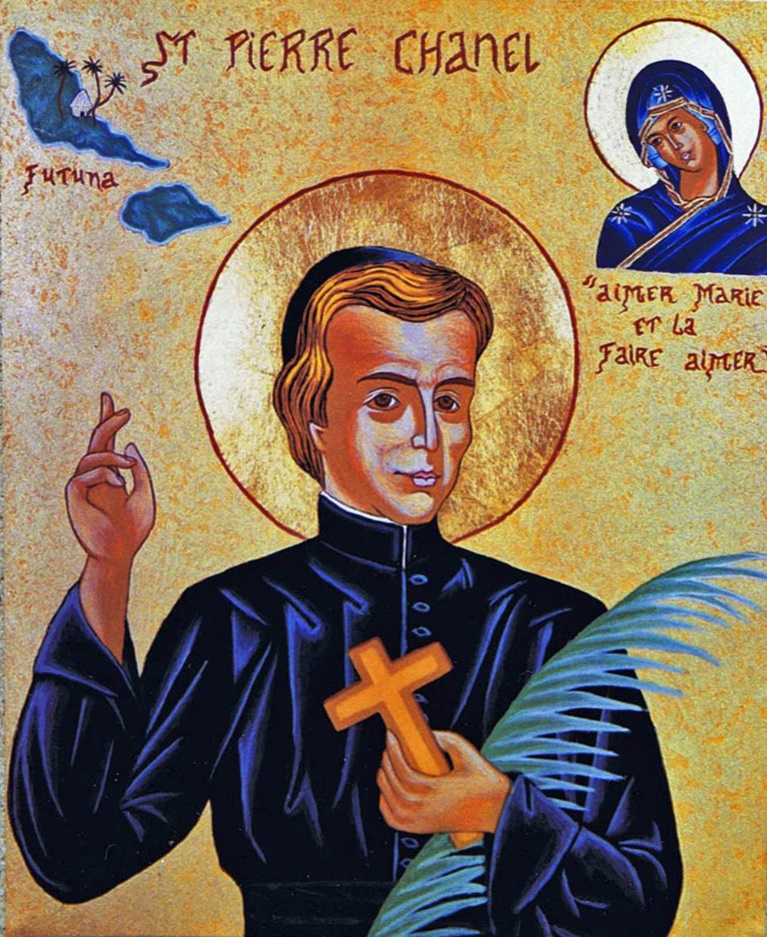 ST PIERRE CHANEL
Futuna
"aimer Marie
et la
faire aimer"